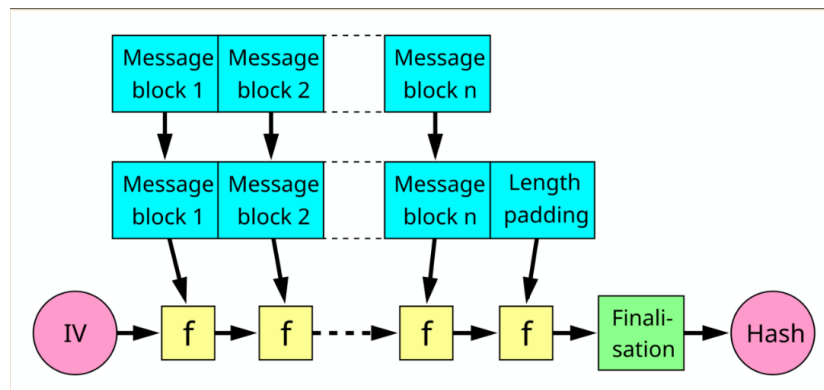 Message
block 1
Message
block 2
Message
block n
Message
block 1
Message
block 2
Message
block n
Length
padding
IV
f
f
f
f
Finali-
sation
Hash